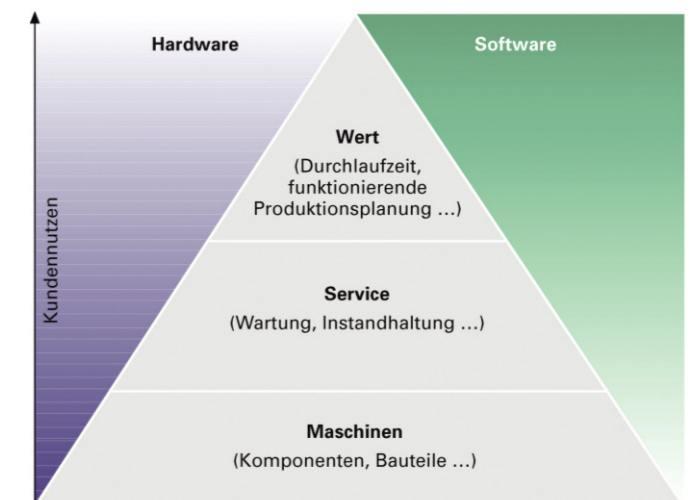 Hardware
Software
Wert
(Durchlaufzeit,
funktionierende
Produktionsplanung ...)
Kundennutzen
Service
(Wartung, Instandhaltung ...)
Maschinen
(Komponenten, Bauteile ...)